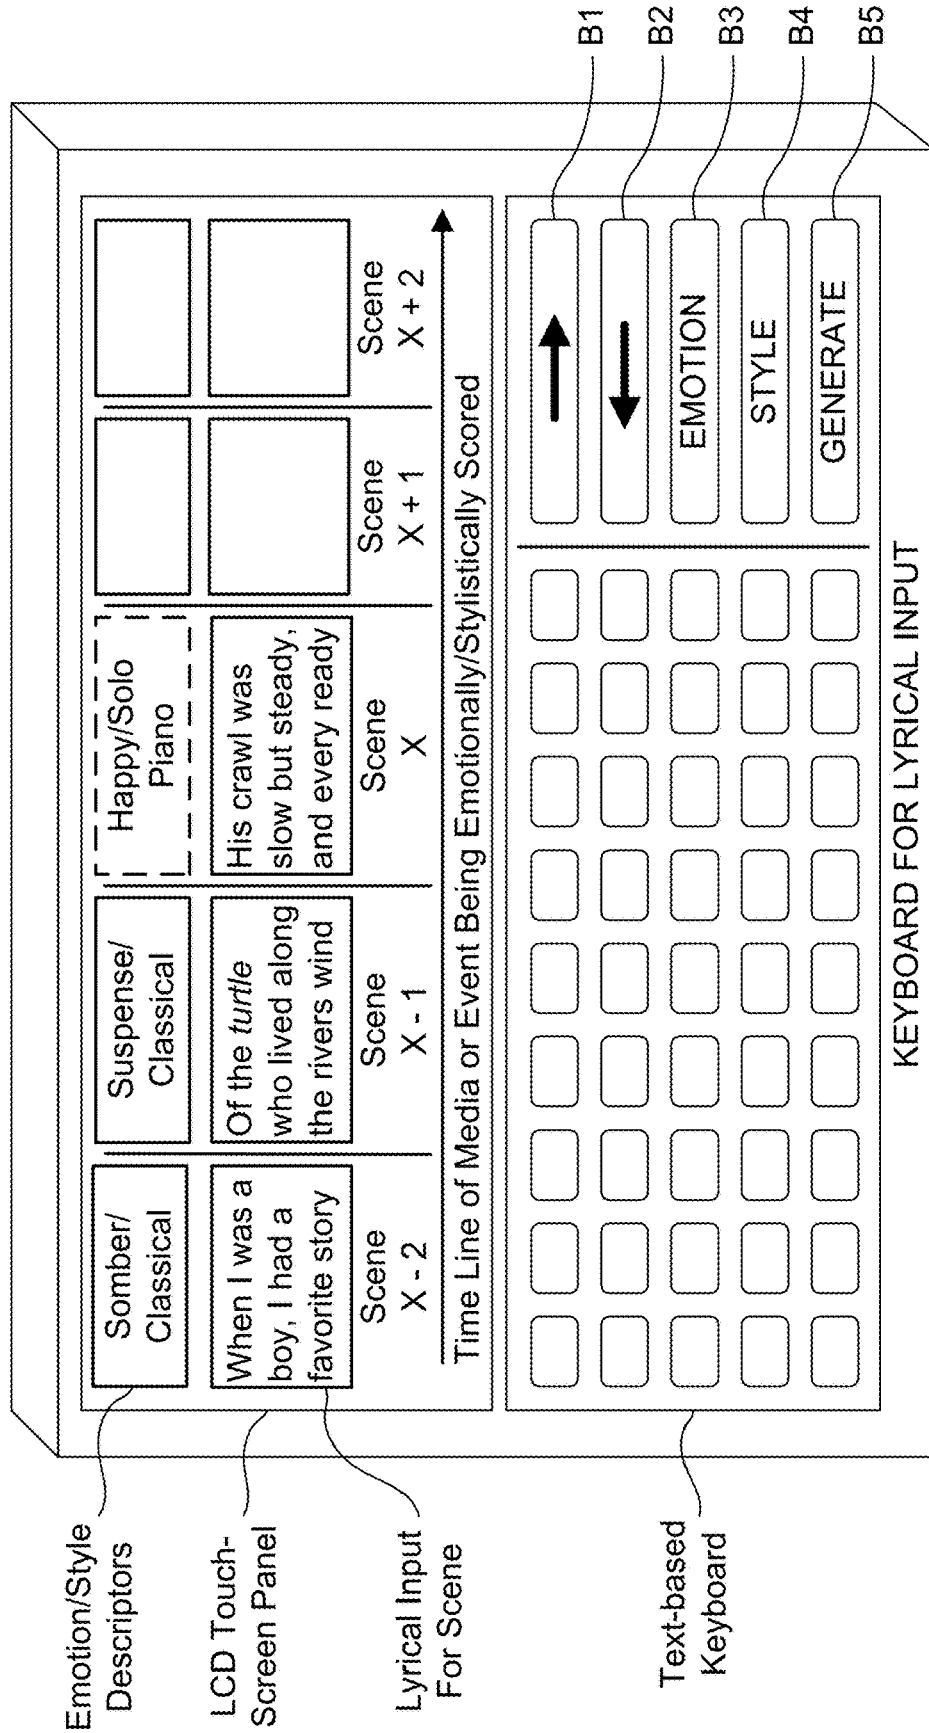 Emotion/Style
Descriptors
LCD Touch-
Screen Panel
Lyrical Input
For Scene
Text-based
Keyboard
Somber/
Classical
Suspense/
Classical
Happy/Solo
Piano
When I was a
boy, I had a
favorite story
Of the turtle
who lived along
the rivers wind
His crawl was
slow but steady,
and every ready
Scene
X - 2
Scene
X - 1
Scene
X
Scene
X + 1
Scene
X + 2
Time Line of Media or Event Being Emotionally/Stylistically Scored
EMOTION
STYLE
GENERATE
B1
B2
B3
B4
B5
KEYBOARD FOR LYRICAL INPUT